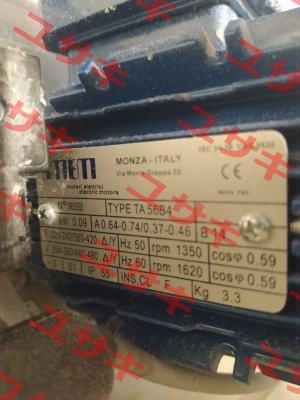 MONZA - ITALY
Via Monte Grappa 33
motori elettrici
electric motors
TYPE TA 56B4
kW 0.09 A 0.64-0.74/0.37-0.46 B 14
V. 220-240/380-420 Δ/Y Hz 50 rpm 1350 cosφ 0.59
V. 254-280/440-480 Δ/Y Hz 60 rpm 1620 cosφ 0.59
S1 IP 55 INS.CL F Kg 3.3
ユサキ
ユサキ
ユサキ
ユサキ
ユサキ